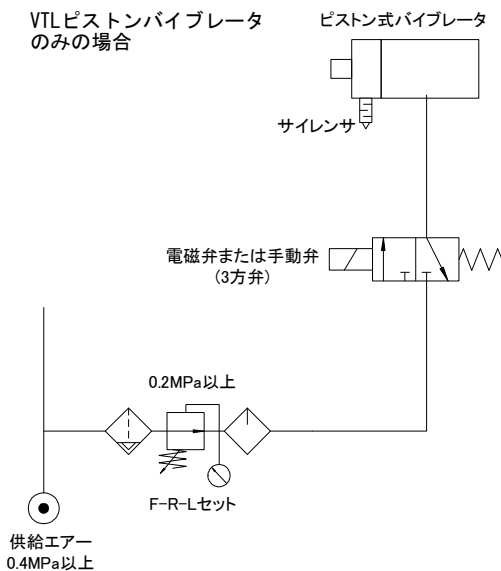 VTLピストンバイブレータ
のみの場合
ピストン式バイブレータ
サイレンサ
電磁弁または手動弁
(3方弁)
0.2MPa以上
F-R-Lセット
供給エアー
0.4MPa以上